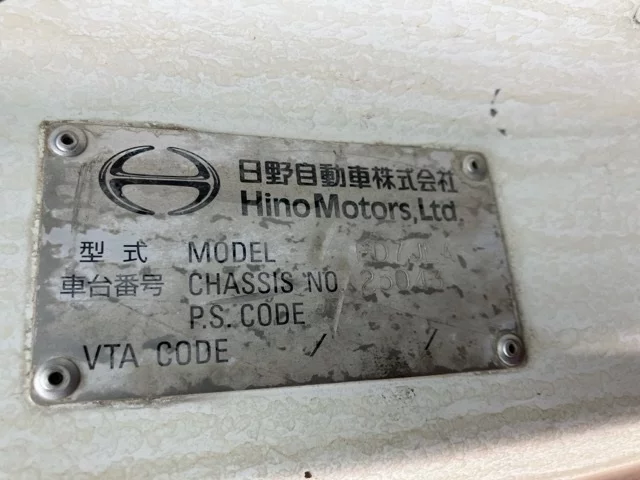 日野自動車株式会社
Hino Motors, Ltd.
型式 MODEL
車台番号 CHASSIS NO
P.S. CODE
VTA CODE / /